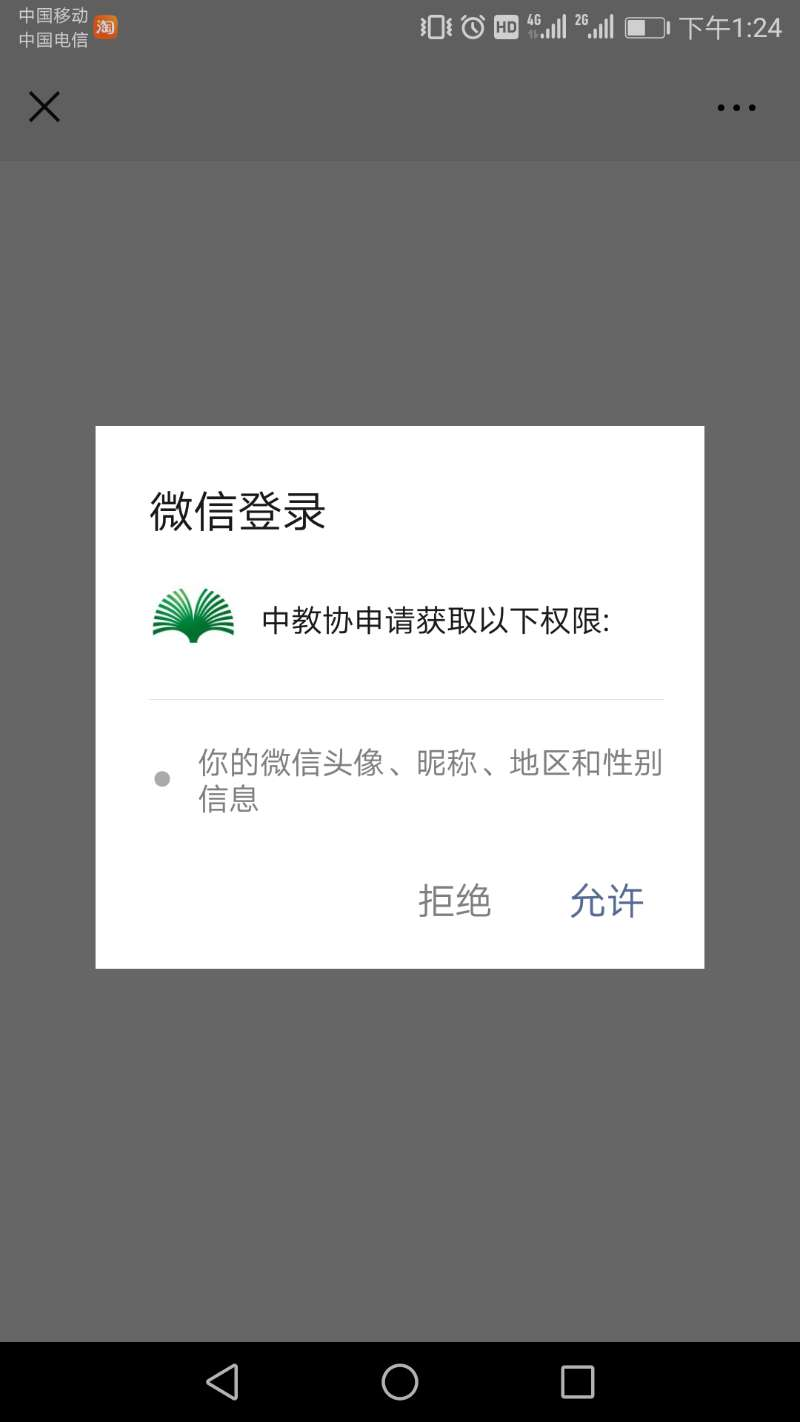 中国移动
中国电信
淘
HD 4G 2G 下午1:24
微信登录
中教协申请获取以下权限:
你的微信头像、昵称、地区和性别
信息
拒绝 允许